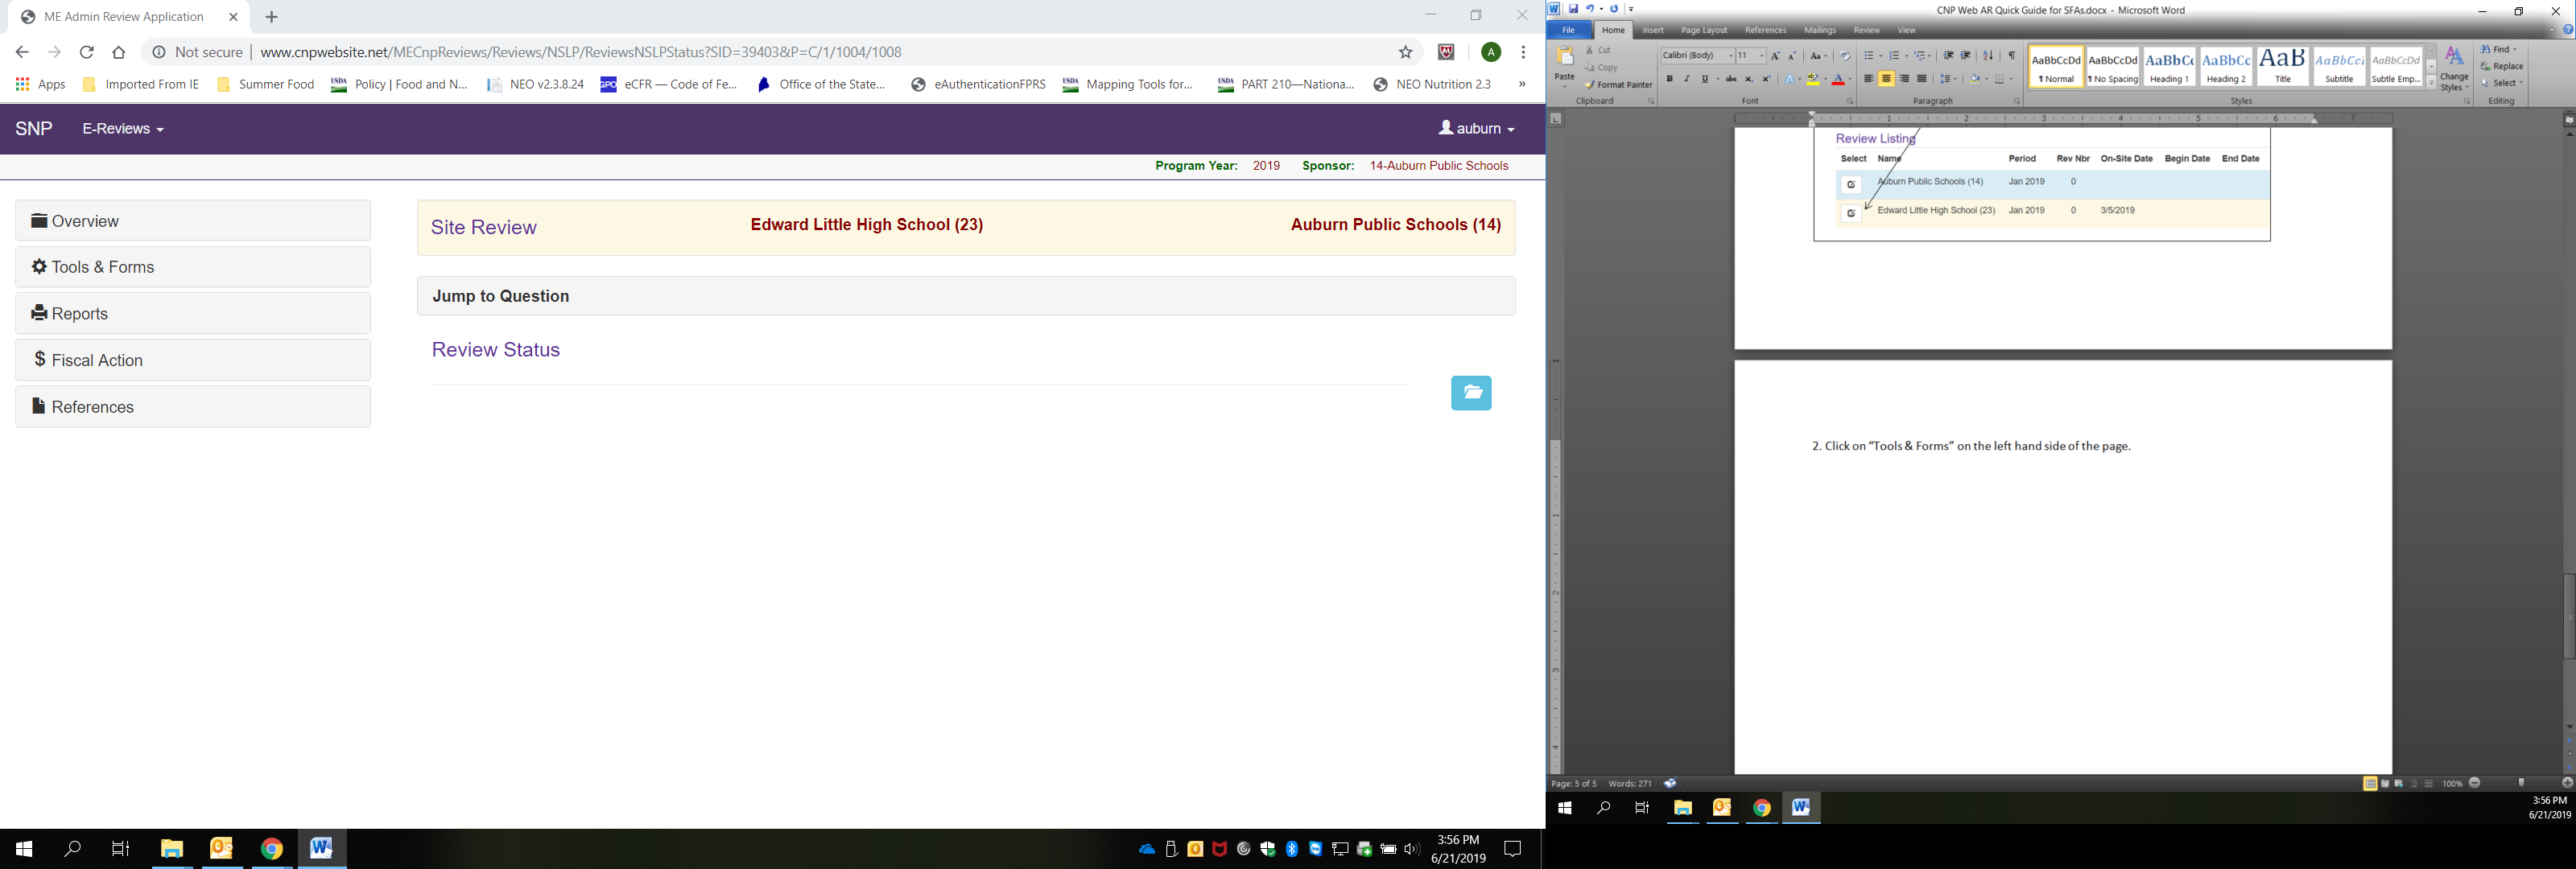 ME Admin Review Application
Not secure | www.cnpwebsite.net/MECnpReviews/Reviews/NSLP/ReviewsNSLPStatus?SID=39403&P=C/1/1004/1008
A
Apps Imported From IE Summer Food Policy | Food and N... NEO v2.3.8.24 eCFR — Code of Fe... Office of the State... eAuthenticationFPRS Mapping Tools for... PART 210—Nationa... NEO Nutrition 2.3 »
SNP E-Reviews auburn
Program Year: 2019 Sponsor: 14-Auburn Public Schools
Overview
Tools & Forms
Reports
Fiscal Action
References
Site Review Edward Little High School (23) Auburn Public Schools (14)
Jump to Question
Review Status
3:56 PM
6/21/2019
CNP Web AR Quick Guide for SFAs.docx - Microsoft Word
File Home Insert Page Layout References Mailings Review View
Paste
Cut
Copy
Format Painter
Calibri (Body) 11
AaBbCcDd AaBbCcDd AaBbCc AaBbCc AaB AaBbCc AaBbCcDd
¶ Normal ¶ No Spacing Heading 1 Heading 2 Title Subtitle Subtle Emp...
Change Styles
Find
Replace
Select
Clipboard Font Paragraph Styles Editing
Review Listing
Select Name Period Rev Nbr On-Site Date Begin Date End Date
Auburn Public Schools (14) Jan 2019 0
Edward Little High School (23) Jan 2019 0 3/5/2019
2. Click on “Tools & Forms” on the left hand side of the page.
Page: 5 of 5 Words: 271 100%
3:56 PM
6/21/2019